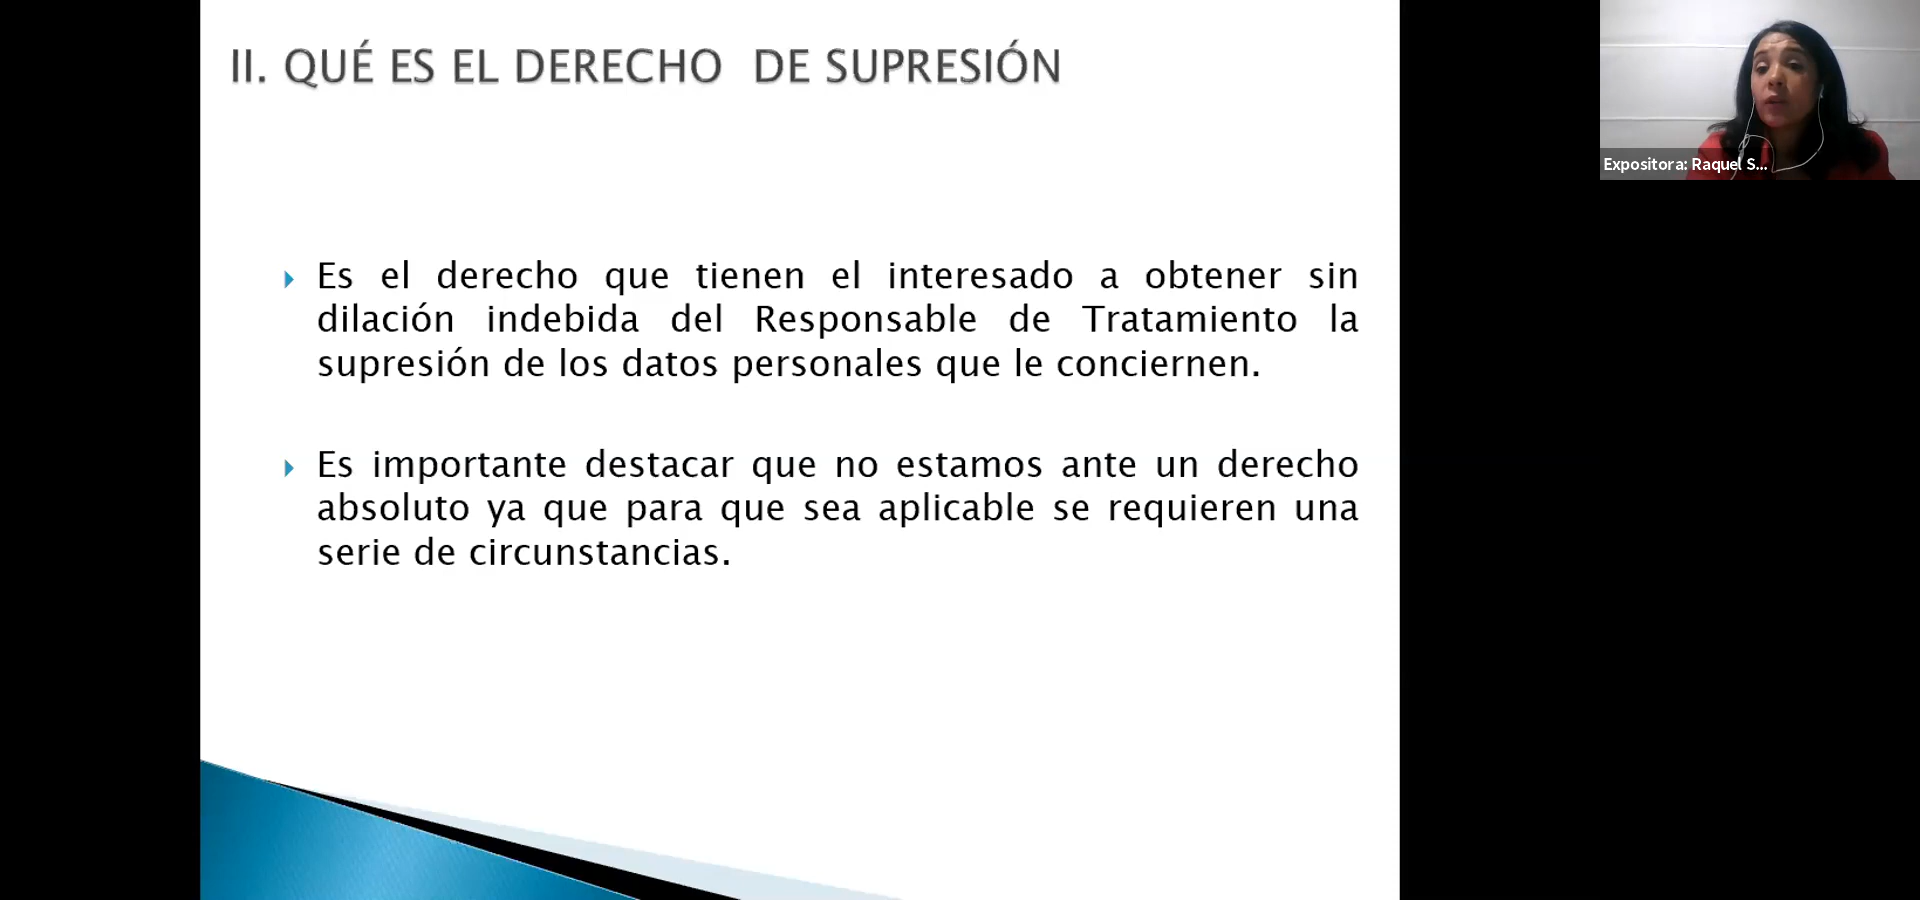 II. QUÉ ES EL DERECHO DE SUPRESIÓN
Expositora: Raquel S...
Es el derecho que tienen el interesado a obtener sin
dilación indebida del Responsable de Tratamiento la
supresión de los datos personales que le conciernen.
Es importante destacar que no estamos ante un derecho
absoluto ya que para que sea aplicable se requieren una
serie de circunstancias.